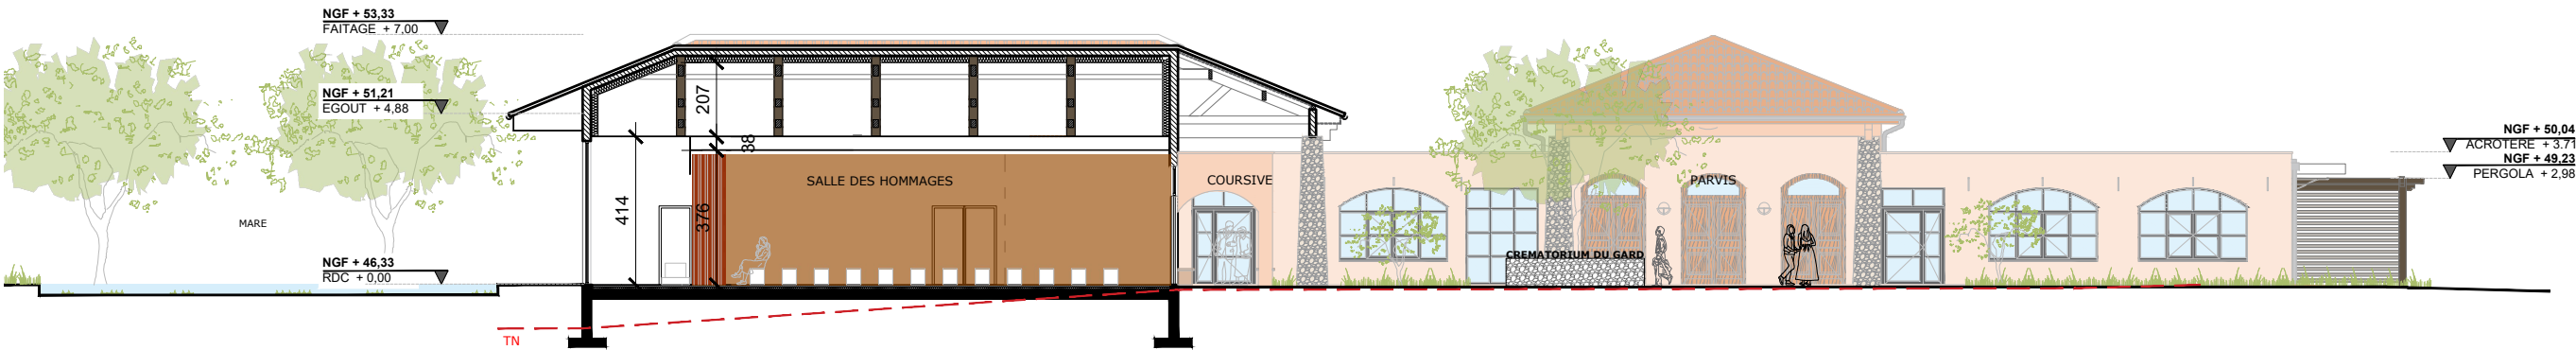 NGF + 53,33
FAITAGE + 7,00
NGF + 51,21
EGOUT + 4,88
MARE
NGF + 46,33
RDC + 0,00
TN
207
38
414
376
SALLE DES HOMMAGES
COURSIVE
PARVIS
CREMATORIUM DU GARD
NGF + 50,04
ACROTERE + 3.71
NGF + 49,23
PERGOLA + 2,98